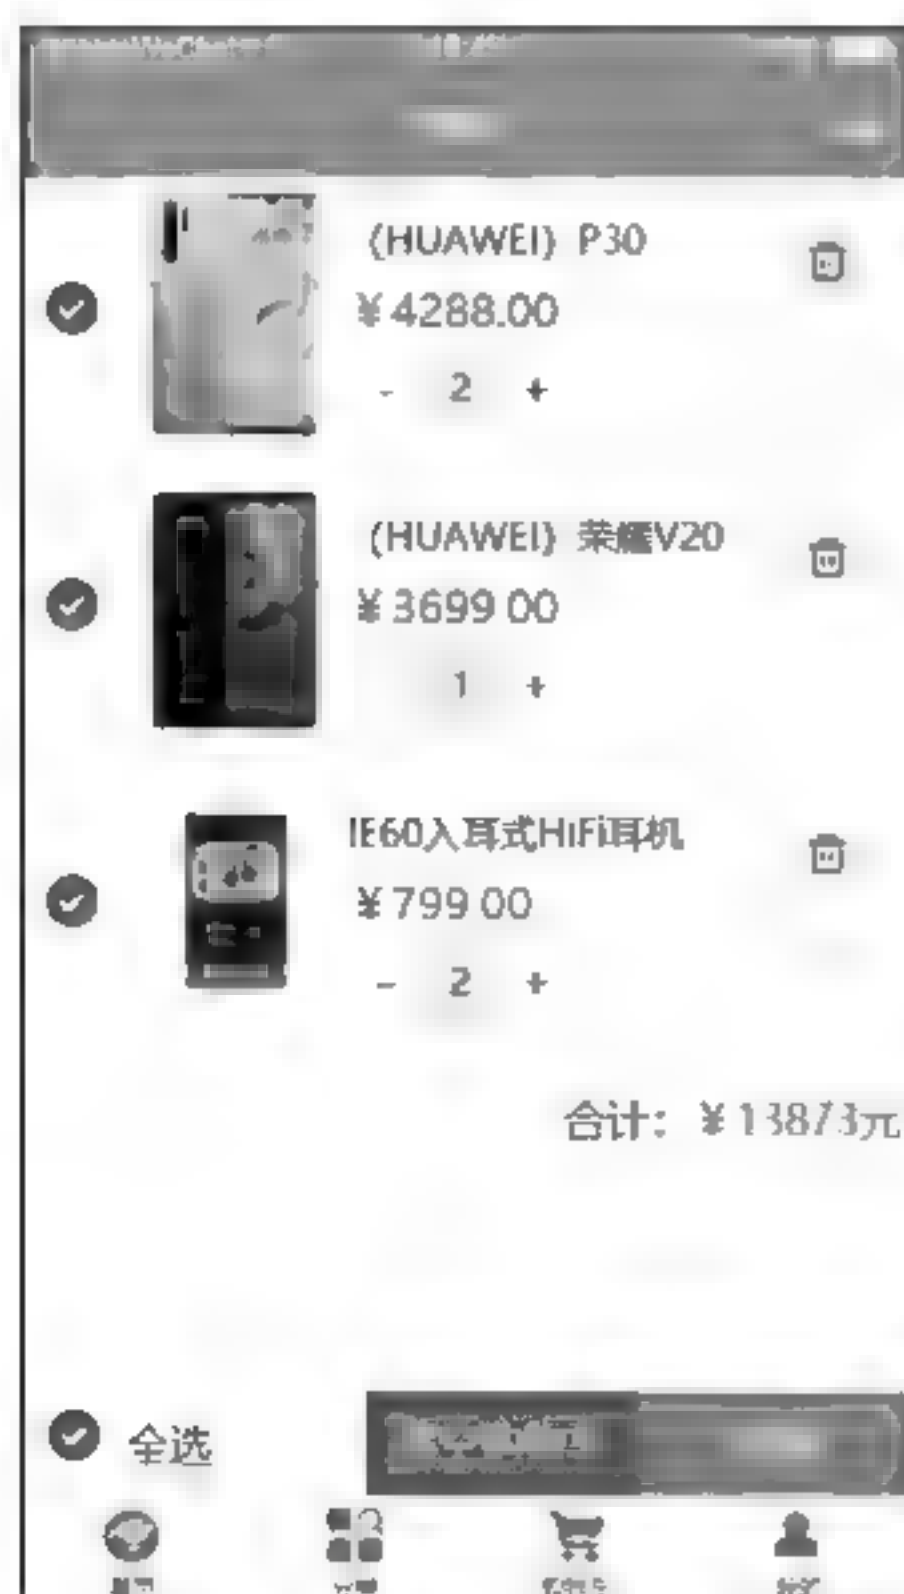 (HUAWEI) P30
¥4288.00
- 2 +
(HUAWEI) 荣耀V20
¥3699 00
1 +
IE60入耳式HiFi耳机
¥799 00
- 2 +
合计: ¥13873元
全选